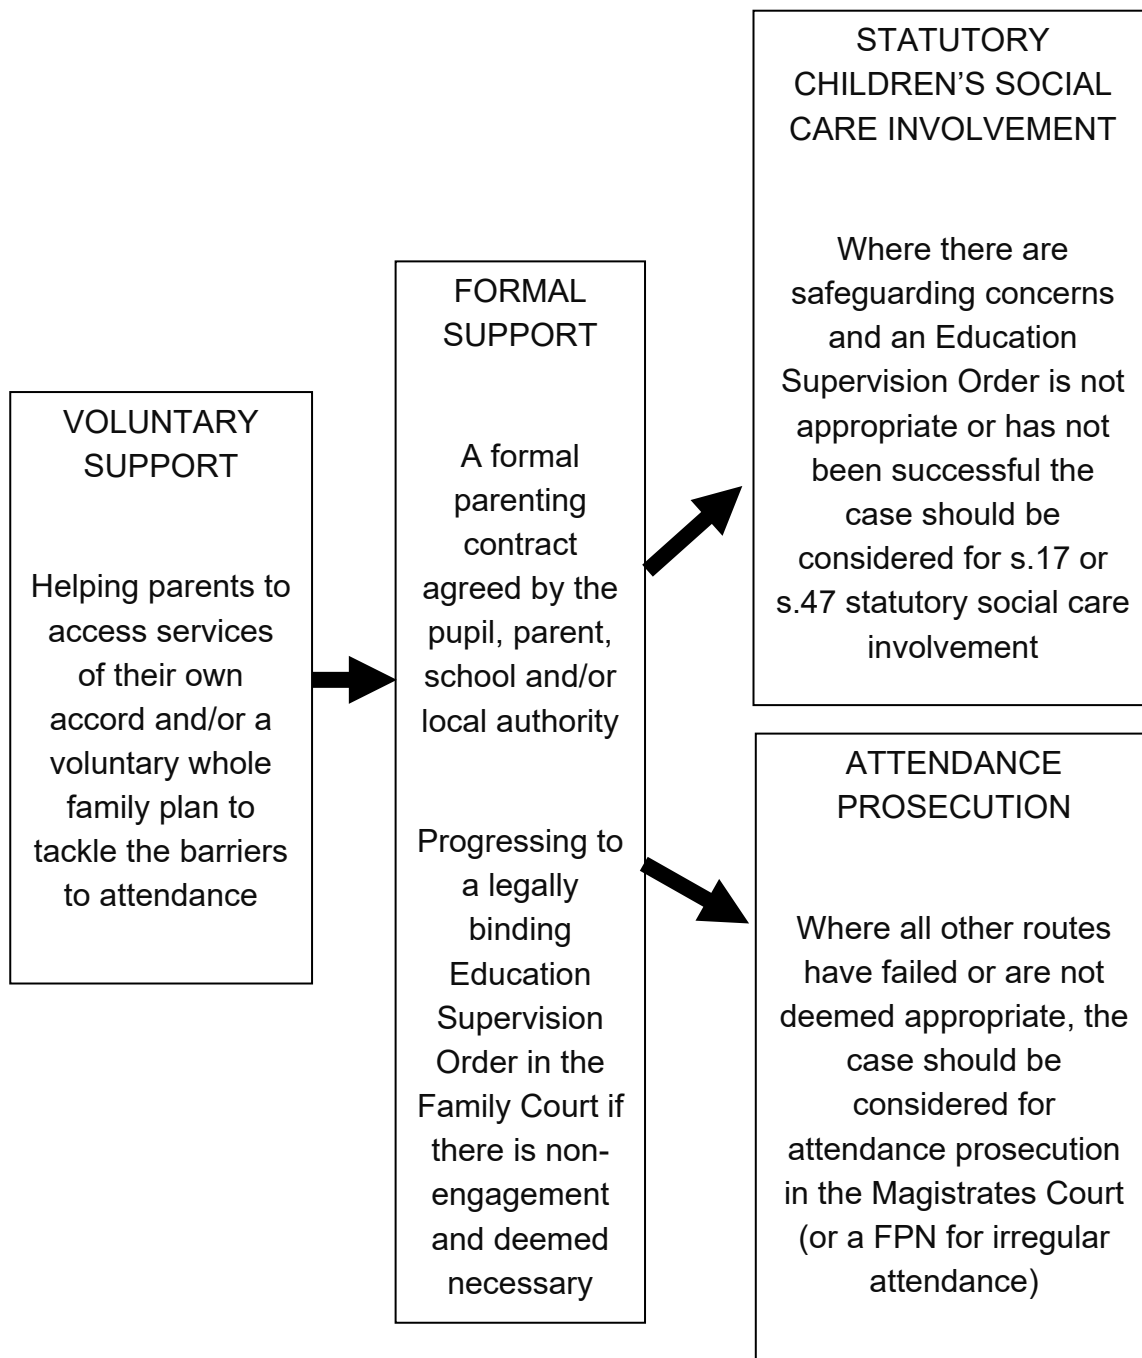 VOLUNTARY
SUPPORT
Helping parents to
access services
of their own
accord and/or a
voluntary whole
family plan to
tackle the barriers
to attendance
FORMAL
SUPPORT
A formal
parenting
contract
agreed by the
pupil, parent,
school and/or
local authority
Progressing to
a legally
binding
Education
Supervision
Order in the
Family Court if
there is non-
engagement
and deemed
necessary
STATUTORY
CHILDREN’S SOCIAL
CARE INVOLVEMENT
Where there are
safeguarding concerns
and an Education
Supervision Order is not
appropriate or has not
been successful the
case should be
considered for s.17 or
s.47 statutory social care
involvement
ATTENDANCE
PROSECUTION
Where all other routes
have failed or are not
deemed appropriate, the
case should be
considered for
attendance prosecution
in the Magistrates Court
(or a FPN for irregular
attendance)